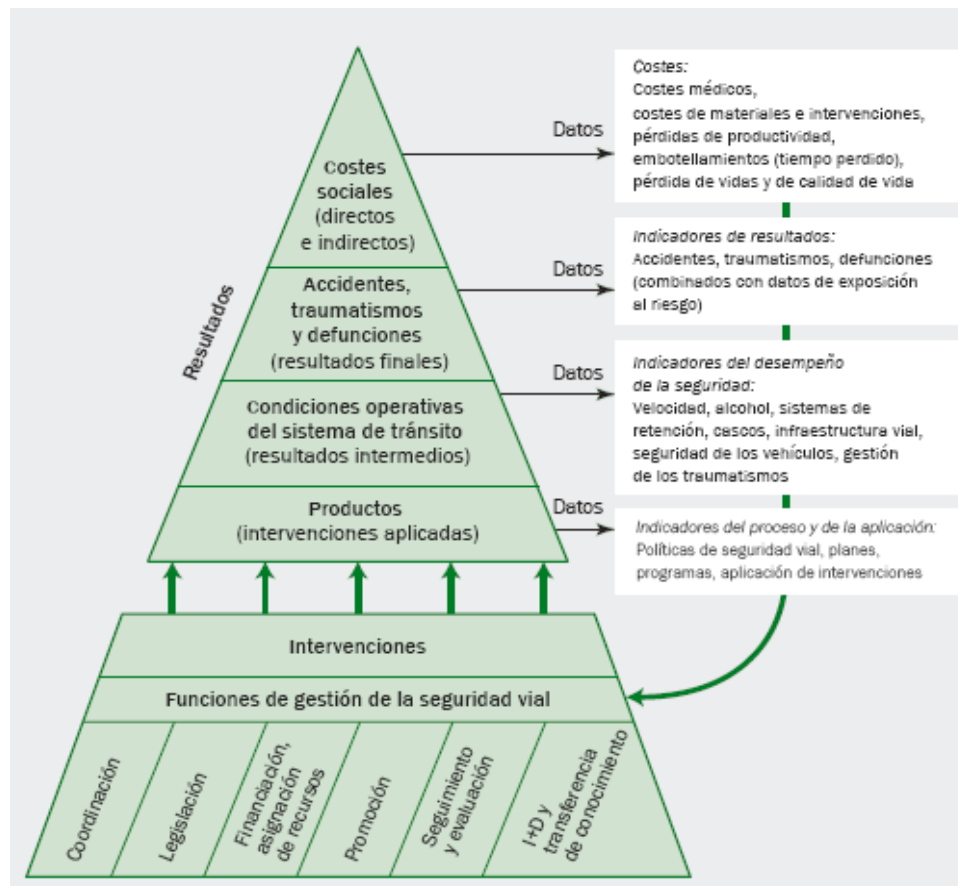 Costes
sociales
(directos
e indirectos)
Accidentes,
traumatismos
y defunciones
(resultados finales)
Condiciones operativas
del sistema de tránsito
(resultados intermedios)
Productos
(intervenciones aplicadas)
Resultados
Datos
Costes:
Costes médicos,
costes de materiales e intervenciones,
pérdidas de productividad,
embotellamientos (tiempo perdido),
pérdida de vidas y de calidad de vida
Datos
Indicadores de resultados:
Accidentes, traumatismos, defunciones
(combinados con datos de exposición
al riesgo)
Datos
Indicadores del desempeño
de la seguridad:
Velocidad, alcohol, sistemas de
retención, cascos, infraestructura vial,
seguridad de los vehículos, gestión
de los traumatismos
Datos
Indicadores del proceso y de la aplicación:
Políticas de seguridad vial, planes,
programas, aplicación de intervenciones
Intervenciones
Funciones de gestión de la seguridad vial
Coordinación
Legislación
Financiación,
asignación
de recursos
Promoción
Seguimiento
y evaluación
I+D y
transferencia
de conocimiento